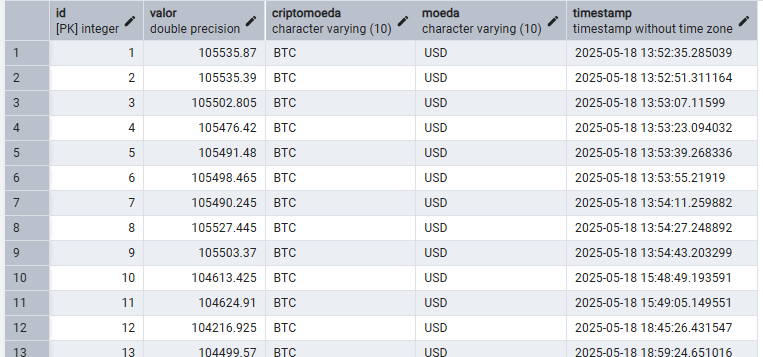 id valor criptomoeda moeda timestamp
[PK] integer double precision character varying (10) character varying (10) timestamp without time zone
1 1 105535.87 BTC USD 2025-05-18 13:52:35.285039
2 2 105535.39 BTC USD 2025-05-18 13:52:51.311164
3 3 105502.805 BTC USD 2025-05-18 13:53:07.11599
4 4 105476.42 BTC USD 2025-05-18 13:53:23.094032
5 5 105491.48 BTC USD 2025-05-18 13:53:39.268336
6 6 105498.465 BTC USD 2025-05-18 13:53:55.21919
7 7 105490.245 BTC USD 2025-05-18 13:54:11.259882
8 8 105527.445 BTC USD 2025-05-18 13:54:27.248892
9 9 105503.37 BTC USD 2025-05-18 13:54:43.203299
10 10 104613.425 BTC USD 2025-05-18 15:48:49.193591
11 11 104624.91 BTC USD 2025-05-18 15:49:05.149551
12 12 104216.925 BTC USD 2025-05-18 18:45:26.431547
13 13 104499.57 BTC USD 2025-05-18 18:59:24.651016